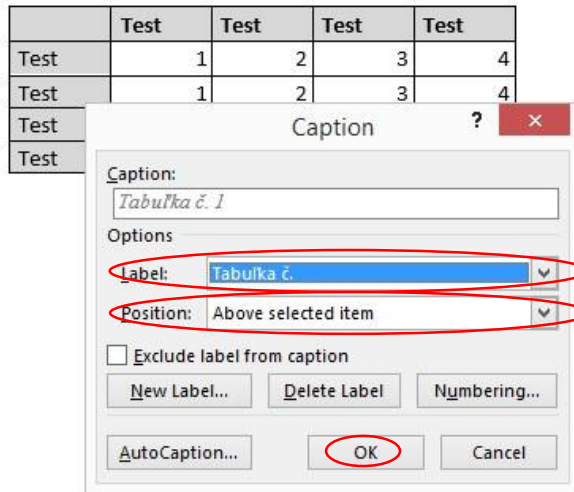 Test Test Test Test
Test 1 2 3 4
Test 1 2 3 4
Test
Test
Caption ? ×
Caption:
Tabuľka č. 1
Options
Label: Tabuľka č.
Position: Above selected item
Exclude label from caption
New Label... Delete Label Numbering...
AutoCaption... OK Cancel